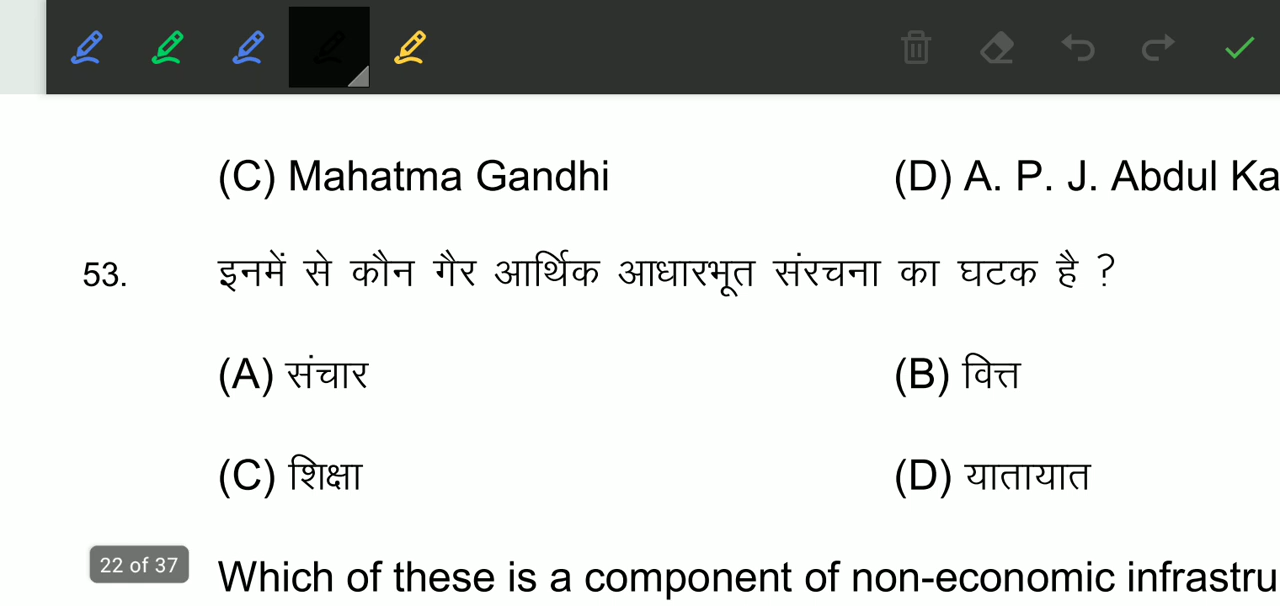 (C) Mahatma Gandhi (D) A. P. J. Abdul Ka
53. इनमें से कौन गैर आर्थिक आधारभूत संरचना का घटक है ?
(A) संचार (B) वित्त
(C) शिक्षा (D) यातायात
22 of 37
Which of these is a component of non-economic infrastru